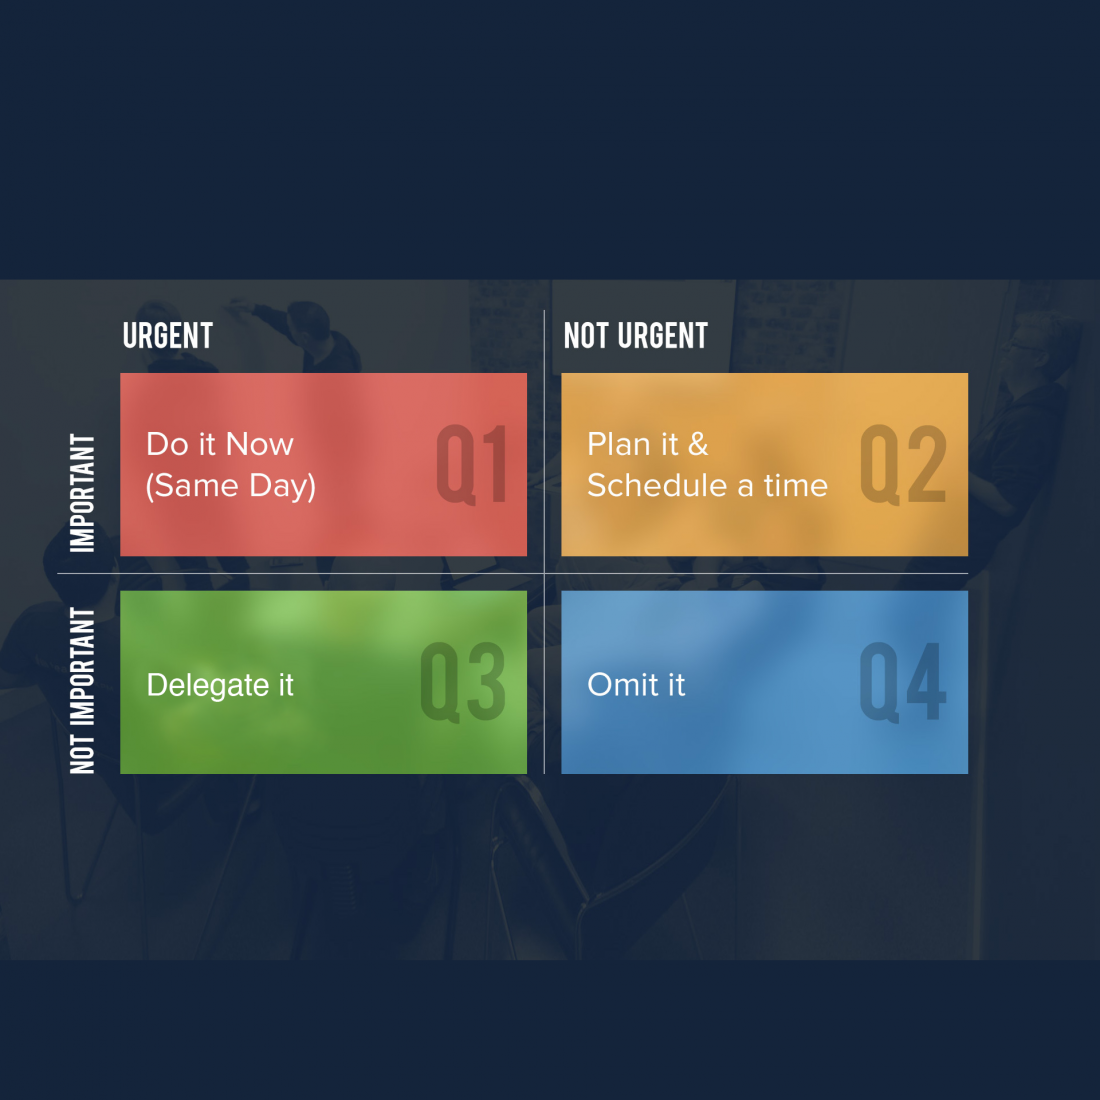 URGENT
NOT URGENT
IMPORTANT
Do it Now
(Same Day)
Q1
Plan it &
Schedule a time
Q2
NOT IMPORTANT
Delegate it
Q3
Omit it
Q4